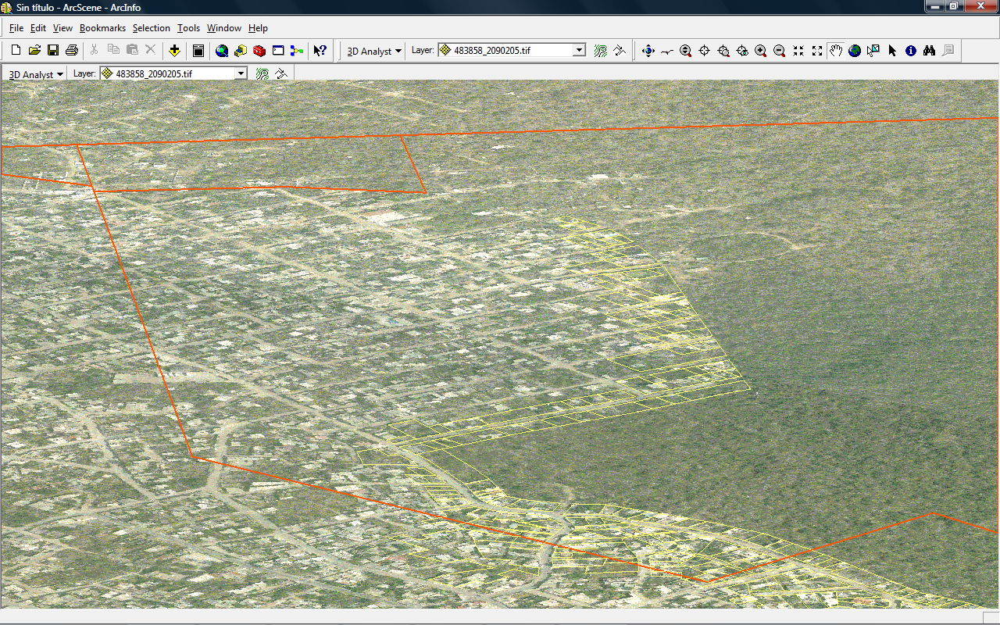 Sin título - ArcScene - ArcInfo
File Edit View Bookmarks Selection Tools Window Help
3D Analyst Layer: 483858_2090205.tif
3D Analyst Layer: 483858_2090205.tif